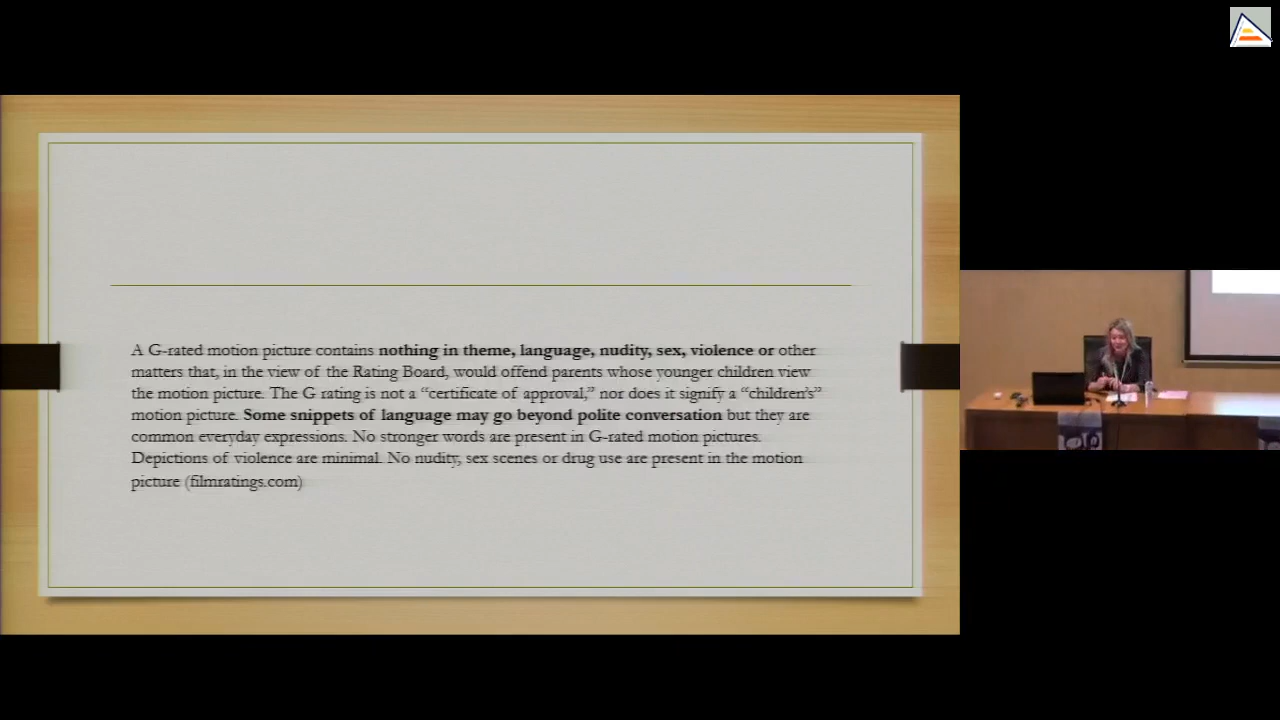 A G-rated motion picture contains nothing in theme, language, nudity, sex, violence or other
matters that, in the view of the Rating Board, would offend parents whose younger children view
the motion picture. The G rating is not a “certificate of approval,” nor does it signify a “children’s”
motion picture. Some snippets of language may go beyond polite conversation but they are
common everyday expressions. No stronger words are present in G-rated motion pictures.
Depictions of violence are minimal. No nudity, sex scenes or drug use are present in the motion
picture (filmratings.com)